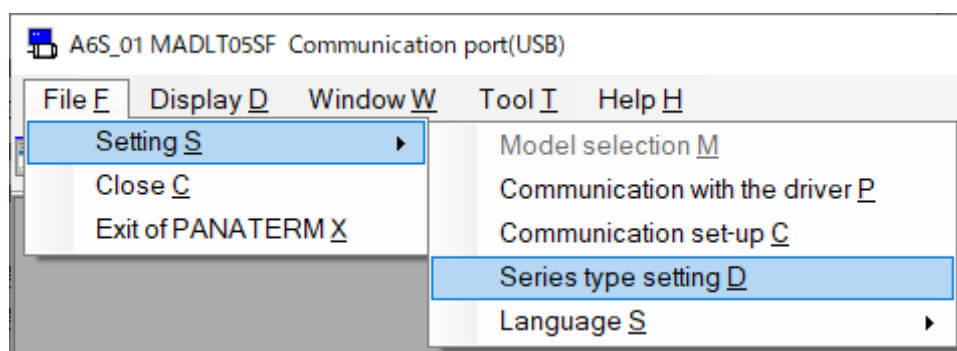 A6S_01 MADLT05SF Communication port(USB)
File F Display D Window W Tool T Help H
Setting S
Close C
Exit of PANATERM X
Model selection M
Communication with the driver P
Communication set-up C
Series type setting D
Language S